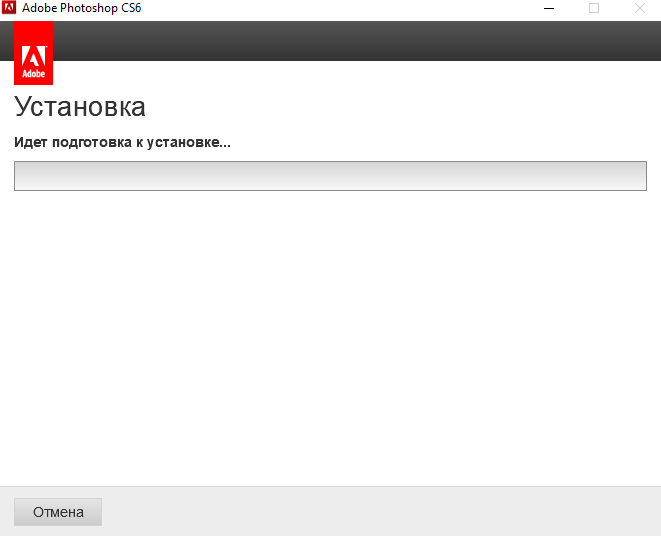 Adobe Photoshop CS6
Adobe
Установка
Идет подготовка к установке...
Отмена